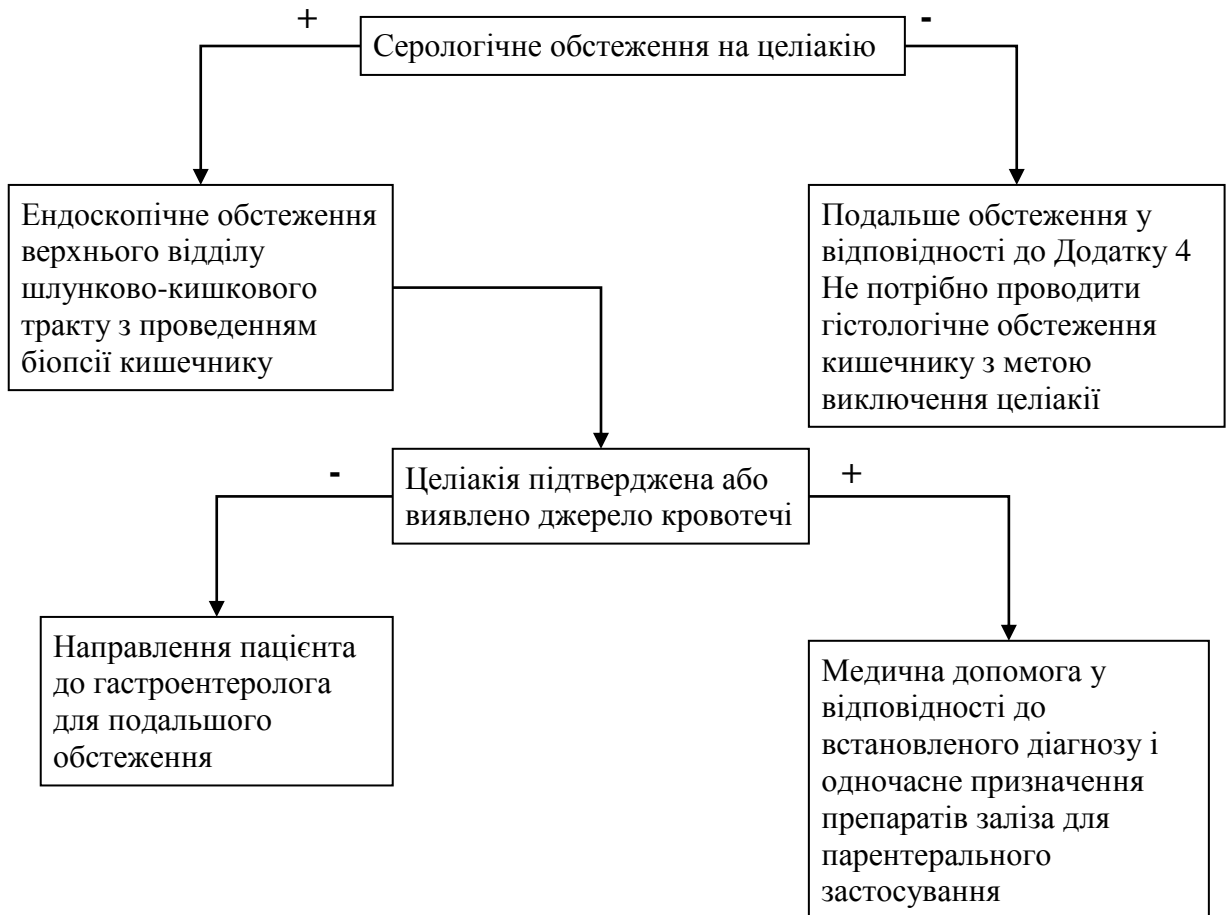 +
-
Серологічне обстеження на целіакію
Ендоскопічне обстеження
верхнього відділу
шлунково-кишкового
тракту з проведенням
біопсії кишечнику
Подальше обстеження у
відповідності до Додатку 4
Не потрібно проводити
гістологічне обстеження
кишечнику з метою
виключення целіакії
-
+
Целіакія підтверджена або
виявлено джерело кровотечі
Направлення пацієнта
до гастроентеролога
для подальшого
обстеження
Медична допомога у
відповідності до
встановленого діагнозу і
одночасне призначення
препаратів заліза для
парентерального
застосування